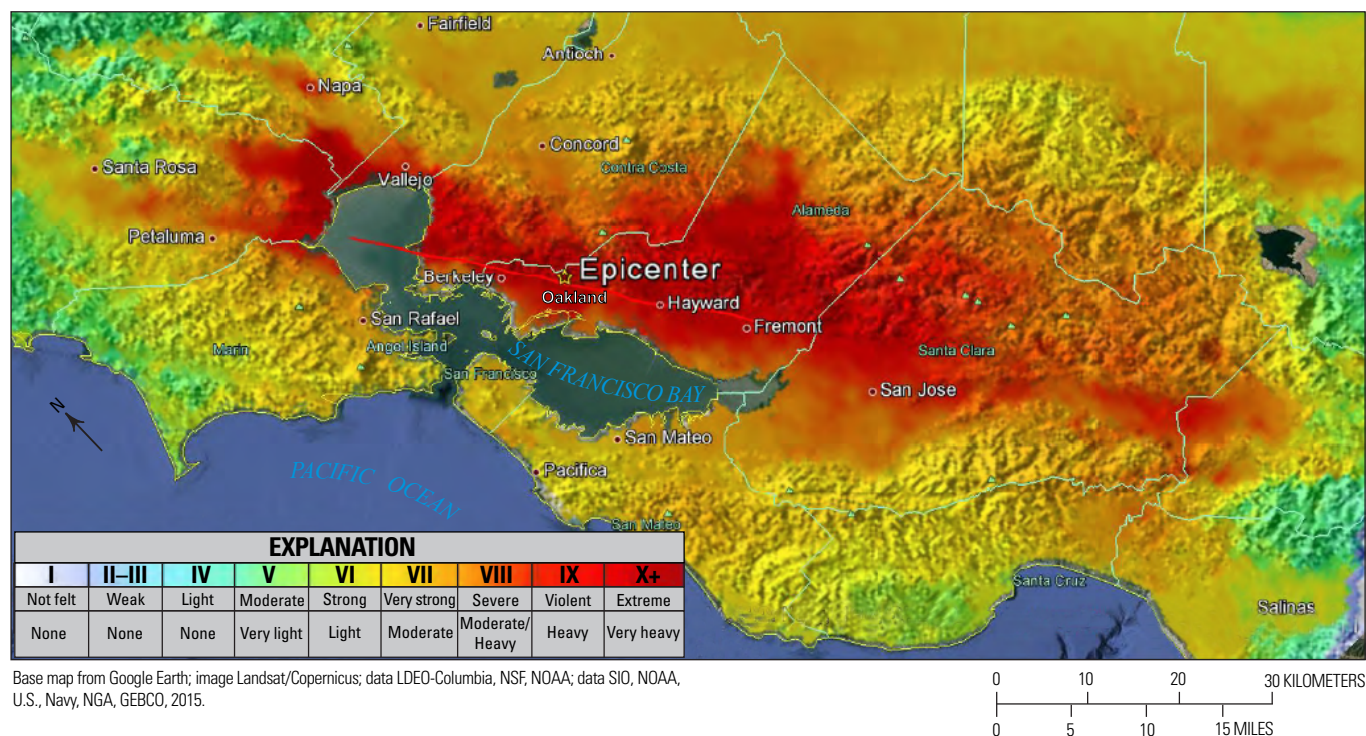 Fairfield
Antioch
Napa
Concord
Contra Costa
Santa Rosa
Vallejo
Alameda
Petaluma
Berkeley
Epicenter
Oakland
Hayward
San Rafael
Fremont
Marin
Angel Island
SAN FRANCISCO BAY
Santa Clara
San Francisco
San Jose
N
San Mateo
Pacifica
PACIFIC OCEAN
San Mateo
Santa Cruz
Salinas
EXPLANATION
I II–III IV V VI VII VIII IX X+
Not felt Weak Light Moderate Strong Very strong Severe Violent Extreme
None None None Very light Light Moderate Moderate/ Heavy Heavy Very heavy
Base map from Google Earth; image Landsat/Copernicus; data LDEO-Columbia, NSF, NOAA; data SIO, NOAA,
U.S., Navy, NGA, GEBCO, 2015.
0 10 20 30 KILOMETERS
0 5 10 15 MILES